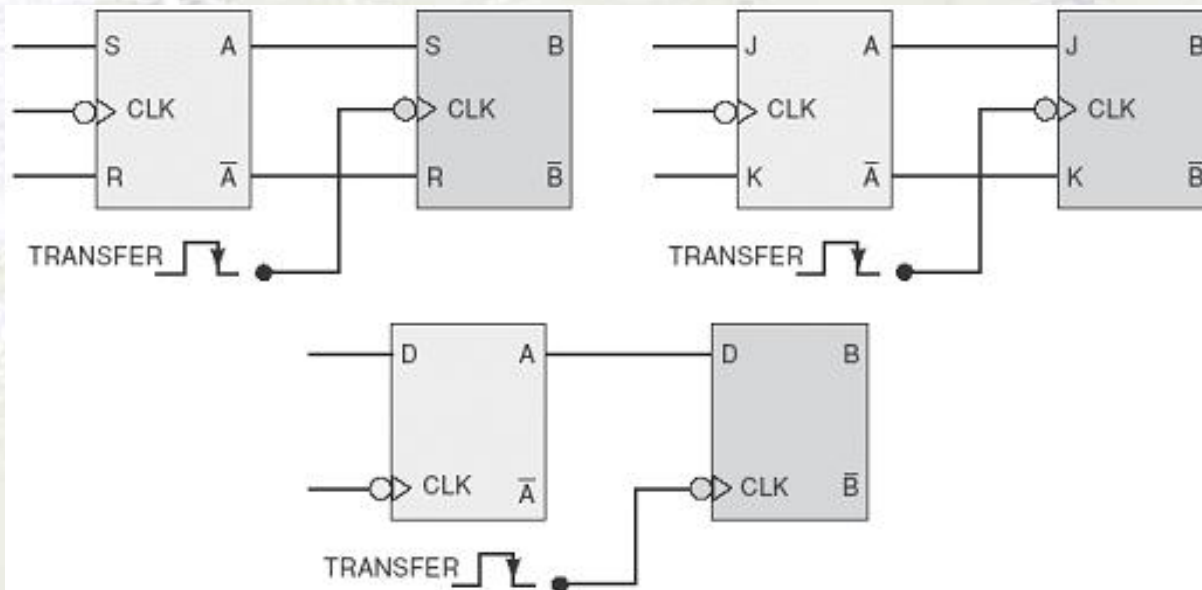 S A S B J A J B
CLK CLK CLK CLK
R A̅ R B̅ K A̅ K B̅
TRANSFER TRANSFER
D A D B
CLK A̅ CLK B̅
TRANSFER